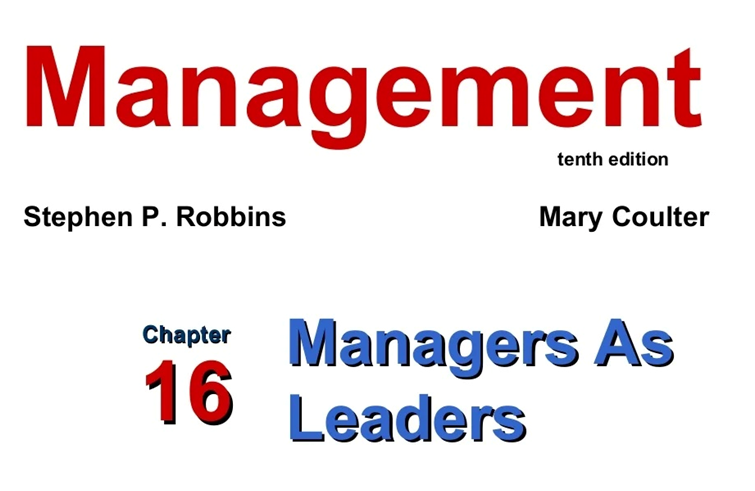 Management
tenth edition
Stephen P. Robbins
Mary Coulter
Chapter
16
Managers As
Leaders